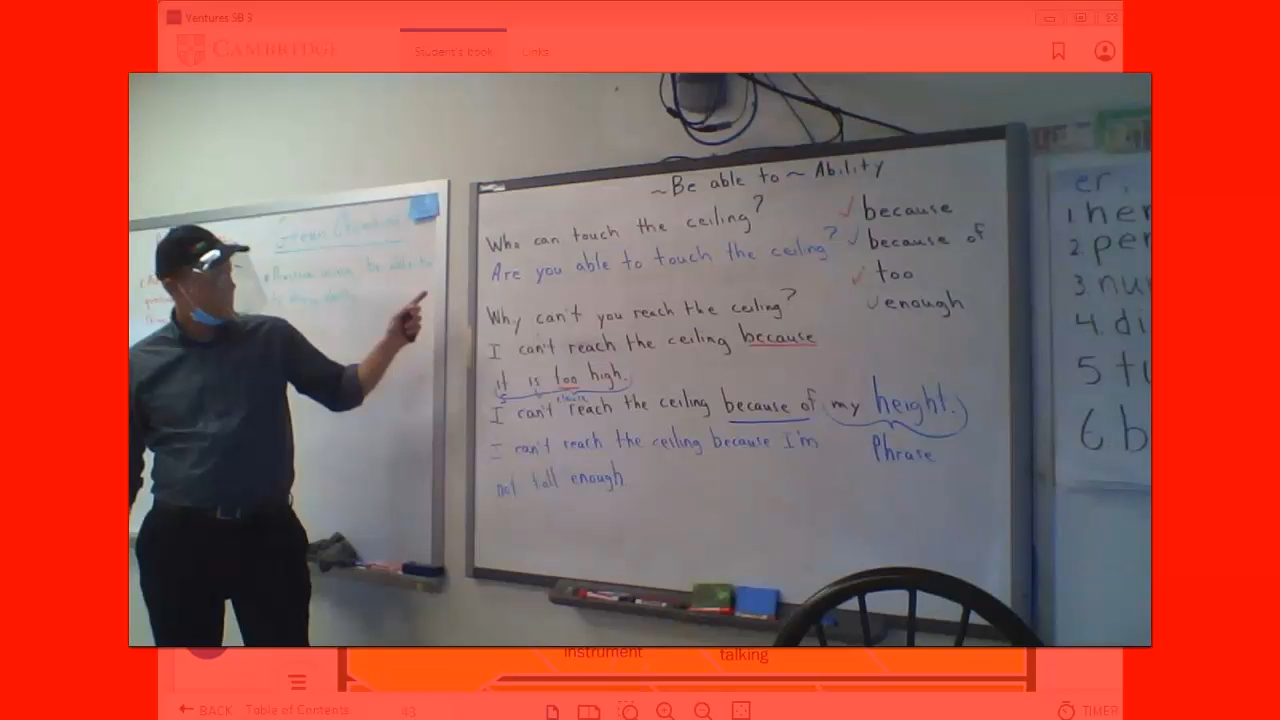 Ventures SB 3
CAMBRIDGE
Student's book
Links
~Be able to ~ Ability
Who can touch the ceiling?
Are you able to touch the ceiling?
Why can't you reach the ceiling?
I can't reach the ceiling because
it is too high.
clause
I can't reach the ceiling because of my height.
Phrase
I can't reach the ceiling because I'm
not tall enough.
✓ because
✓ because of
✓ too
✓ enough
er.
1 her
2. per
3. nu
4. di
5 tu
6 b
instrument
talking
BACK
Table of Contents
43
TIMER